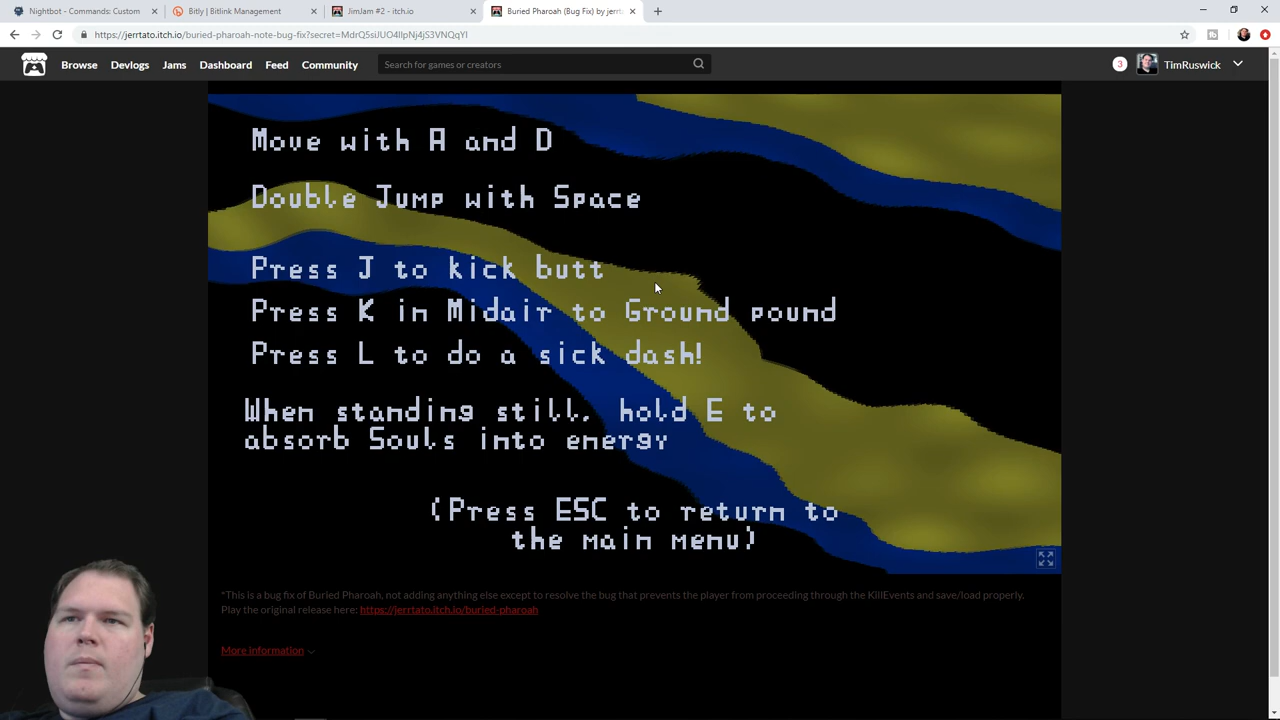 Nightbot - Commands: Custom
Bitly | Bitlink Management
JimJam #2 - itch.io
Buried Pharoah (Bug Fix) by jerrt
https://jerrtato.itch.io/buried-pharoah-note-bug-fix?secret=MdrQ5siJUO4IlpNj4jS3VNQqYI
Browse Devlogs Jams Dashboard Feed Community
Search for games or creators
3
TimRuswick
Move with A and D
Double Jump with Space
Press J to kick butt
Press K in Midair to Ground pound
Press L to do a sick dash!
When standing still, hold E to
absorb Souls into energy
(Press ESC to return to
the main menu)
*This is a bug fix of Buried Pharoah, not adding anything else except to resolve the bug that prevents the player from proceeding through the KillEvents and save/load properly.
Play the original release here: https://jerrtato.itch.io/buried-pharoah
More information